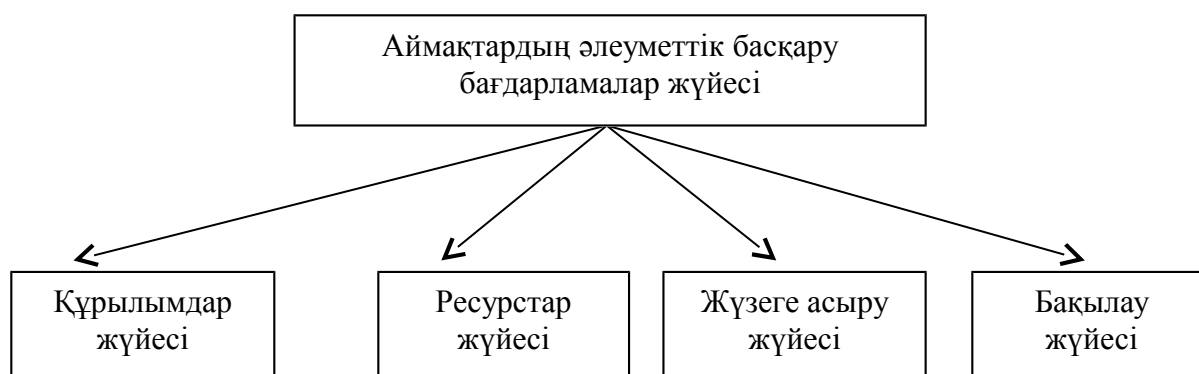 Аймақтардың әлеуметтік басқару
бағдарламалар жүйесі
Құрылымдар
жүйесі
Ресурстар
жүйесі
Жүзеге асыру
жүйесі
Бақылау
жүйесі